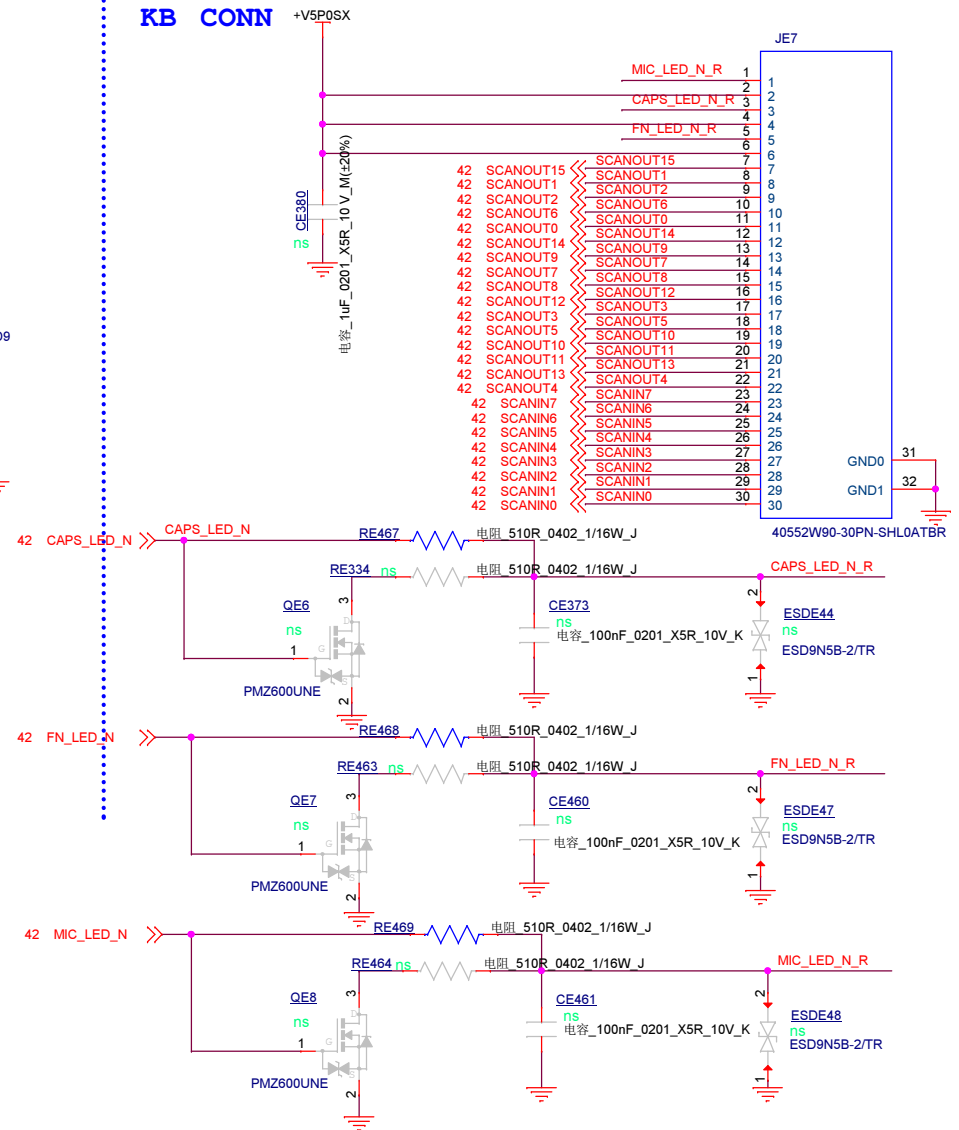 KB CONN
+V5P0SX
JE7
MIC_LED_N_R 1 1
2 2
CAPS_LED_N_R 3 3
4 4
FN_LED_N_R 5 5
6 6
42 SCANOUT15 SCANOUT15 7 7
42 SCANOUT1 SCANOUT1 8 8
42 SCANOUT2 SCANOUT2 9 9
42 SCANOUT6 SCANOUT6 10 10
42 SCANOUT0 SCANOUT0 11 11
42 SCANOUT14 SCANOUT14 12 12
42 SCANOUT9 SCANOUT9 13 13
42 SCANOUT7 SCANOUT7 14 14
42 SCANOUT8 SCANOUT8 15 15
42 SCANOUT12 SCANOUT12 16 16
42 SCANOUT3 SCANOUT3 17 17
42 SCANOUT5 SCANOUT5 18 18
42 SCANOUT10 SCANOUT10 19 19
42 SCANOUT11 SCANOUT11 20 20
42 SCANOUT13 SCANOUT13 21 21
42 SCANOUT4 SCANOUT4 22 22
42 SCANIN7 SCANIN7 23 23
42 SCANIN6 SCANIN6 24 24
42 SCANIN5 SCANIN5 25 25
42 SCANIN4 SCANIN4 26 26
42 SCANIN3 SCANIN3 27 27
42 SCANIN2 SCANIN2 28 28
42 SCANIN1 SCANIN1 29 29
42 SCANIN0 SCANIN0 30 30
GND0 31
GND1 32
40552W90-30PN-SHL0ATBR
CE380
ns
电容_1uF_0201_X5R_10 V_M(±20%)
09
42 CAPS_LED_N CAPS_LED_N
RE467 电阻_510R_0402_1/16W_J
RE334 ns 电阻_510R_0402_1/16W_J
CAPS_LED_N_R
QE6
ns
1
3
2
D
G
S
PMZ600UNE
CE373
ns
电容_100nF_0201_X5R_10V_K
2
1
ESDE44
ns
ESD9N5B-2/TR
42 FN_LED_N
RE468 电阻_510R_0402_1/16W_J
RE463 ns 电阻_510R_0402_1/16W_J
FN_LED_N_R
QE7
ns
1
3
2
D
G
S
PMZ600UNE
CE460
ns
电容_100nF_0201_X5R_10V_K
2
1
ESDE47
ns
ESD9N5B-2/TR
42 MIC_LED_N
RE469 电阻_510R_0402_1/16W_J
RE464 ns 电阻_510R_0402_1/16W_J
MIC_LED_N_R
QE8
ns
1
3
2
D
G
S
PMZ600UNE
CE461
ns
电容_100nF_0201_X5R_10V_K
2
1
ESDE48
ns
ESD9N5B-2/TR